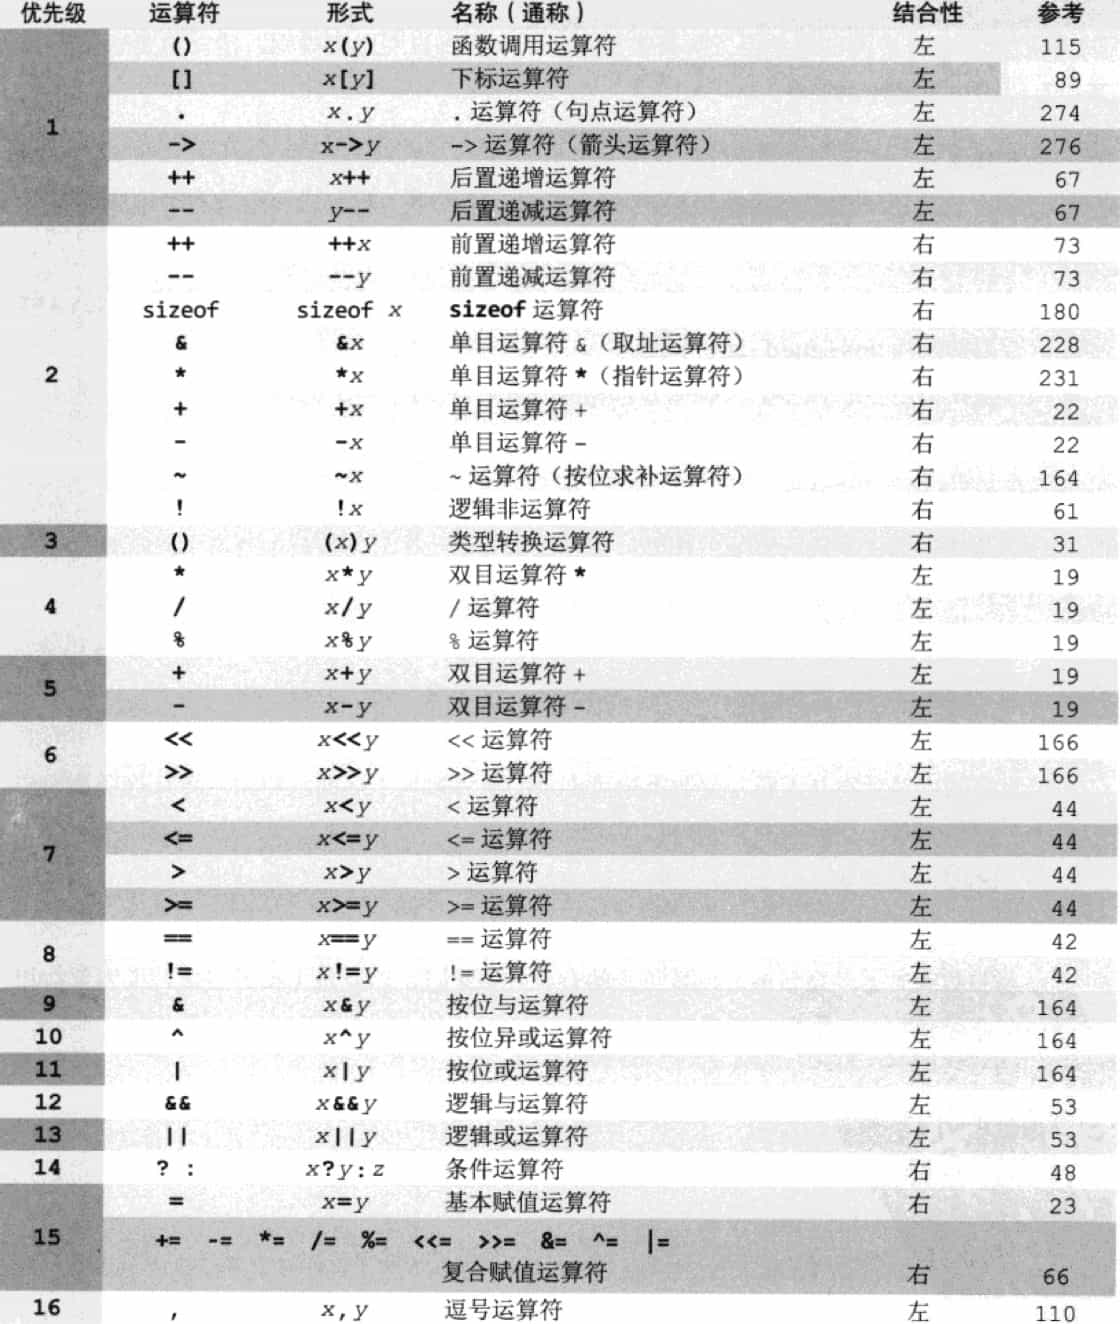 优先级 运算符 形式 名称（通称） 结合性 参考
1 () x(y) 函数调用运算符 左 115
[] x[y] 下标运算符 左 89
. x.y . 运算符（句点运算符） 左 274
-> x->y -> 运算符（箭头运算符） 左 276
++ x++ 后置递增运算符 左 67
-- y-- 后置递减运算符 左 67
2 ++ ++x 前置递增运算符 右 73
-- --y 前置递减运算符 右 73
sizeof sizeof x sizeof 运算符 右 180
& &x 单目运算符 &（取址运算符） 右 228
* *x 单目运算符 *（指针运算符） 右 231
+ +x 单目运算符 + 右 22
- -x 单目运算符 - 右 22
~ ~x ~ 运算符（按位求补运算符） 右 164
! !x 逻辑非运算符 右 61
3 () (x)y 类型转换运算符 右 31
4 * x*y 双目运算符 * 左 19
/ x/y / 运算符 左 19
% x%y % 运算符 左 19
5 + x+y 双目运算符 + 左 19
- x-y 双目运算符 - 左 19
6 << x<<y << 运算符 左 166
>> x>>y >> 运算符 左 166
7 < x<y < 运算符 左 44
<= x<=y <= 运算符 左 44
> x>y > 运算符 左 44
>= x>=y >= 运算符 左 44
8 == x==y == 运算符 左 42
!= x!=y != 运算符 左 42
9 & x&y 按位与运算符 左 164
10 ^ x^y 按位异或运算符 左 164
11 | x|y 按位或运算符 左 164
12 && x&&y 逻辑与运算符 左 53
13 || x||y 逻辑或运算符 左 53
14 ? : x?y:z 条件运算符 右 48
15 = x=y 基本赋值运算符 右 23
+= -= *= /= %= <<= >>= &= ^= |=
复合赋值运算符 右 66
16 , x,y 逗号运算符 左 110